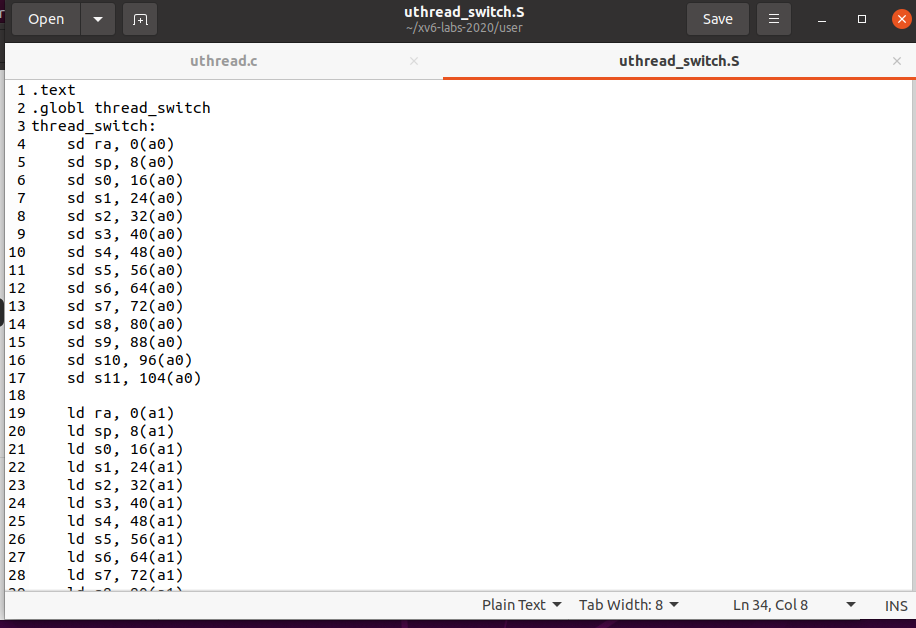 Open
uthread_switch.S
~/xv6-labs-2020/user
Save
uthread.c
uthread_switch.S
1 .text
2 .globl thread_switch
3 thread_switch:
4     sd ra, 0(a0)
5     sd sp, 8(a0)
6     sd s0, 16(a0)
7     sd s1, 24(a0)
8     sd s2, 32(a0)
9     sd s3, 40(a0)
10     sd s4, 48(a0)
11     sd s5, 56(a0)
12     sd s6, 64(a0)
13     sd s7, 72(a0)
14     sd s8, 80(a0)
15     sd s9, 88(a0)
16     sd s10, 96(a0)
17     sd s11, 104(a0)
18
19     ld ra, 0(a1)
20     ld sp, 8(a1)
21     ld s0, 16(a1)
22     ld s1, 24(a1)
23     ld s2, 32(a1)
24     ld s3, 40(a1)
25     ld s4, 48(a1)
26     ld s5, 56(a1)
27     ld s6, 64(a1)
28     ld s7, 72(a1)
Plain Text Tab Width: 8 Ln 34, Col 8 INS